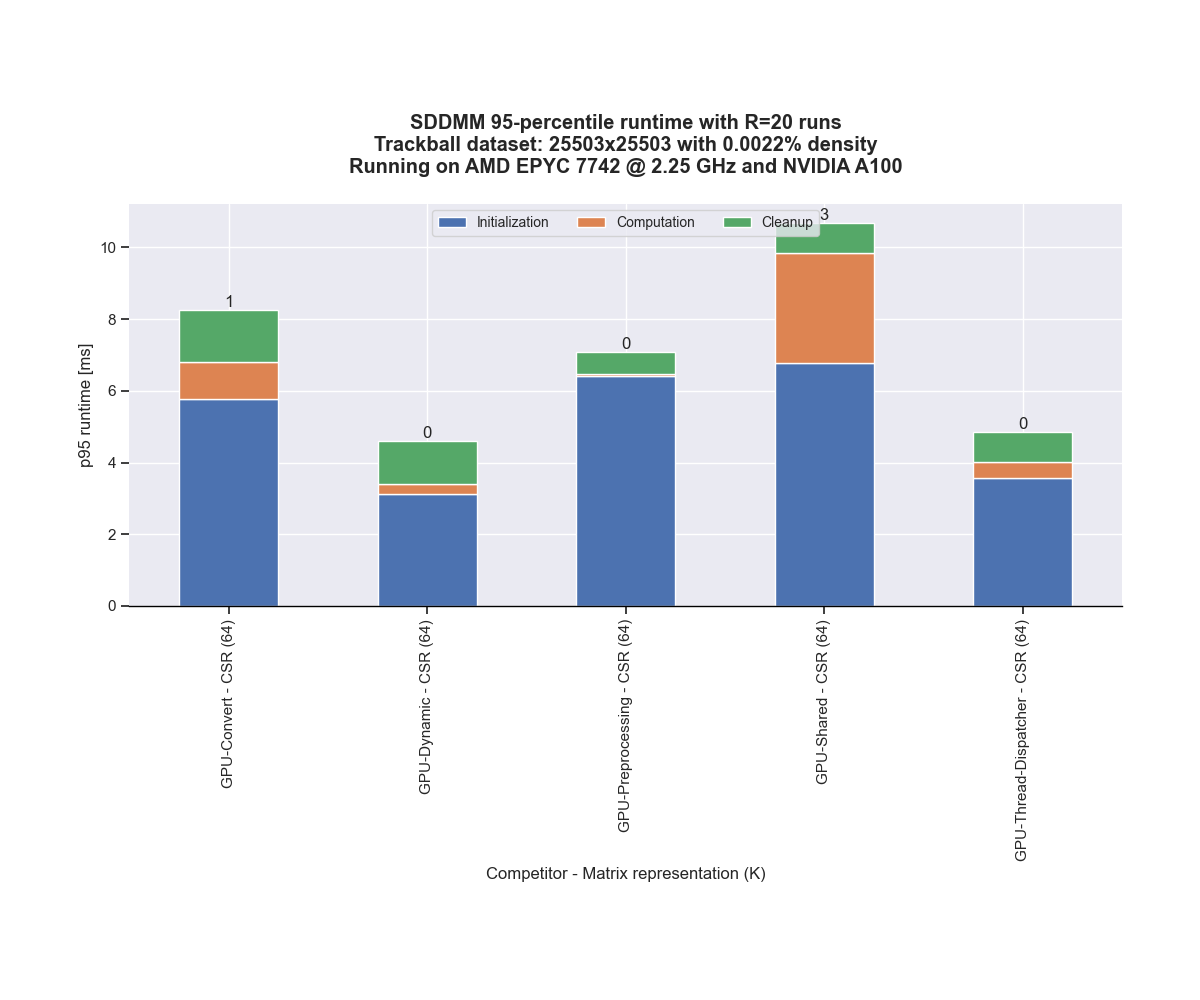 SDDMM 95-percentile runtime with R=20 runs
Trackball dataset: 25503x25503 with 0.0022% density
Running on AMD EPYC 7742 @ 2.25 GHz and NVIDIA A100
Initialization Computation Cleanup
3
1
0
0
0
10
8
6
4
2
0
p95 runtime [ms]
GPU-Convert - CSR (64)
GPU-Dynamic - CSR (64)
GPU-Preprocessing - CSR (64)
GPU-Shared - CSR (64)
GPU-Thread-Dispatcher - CSR (64)
Competitor - Matrix representation (K)